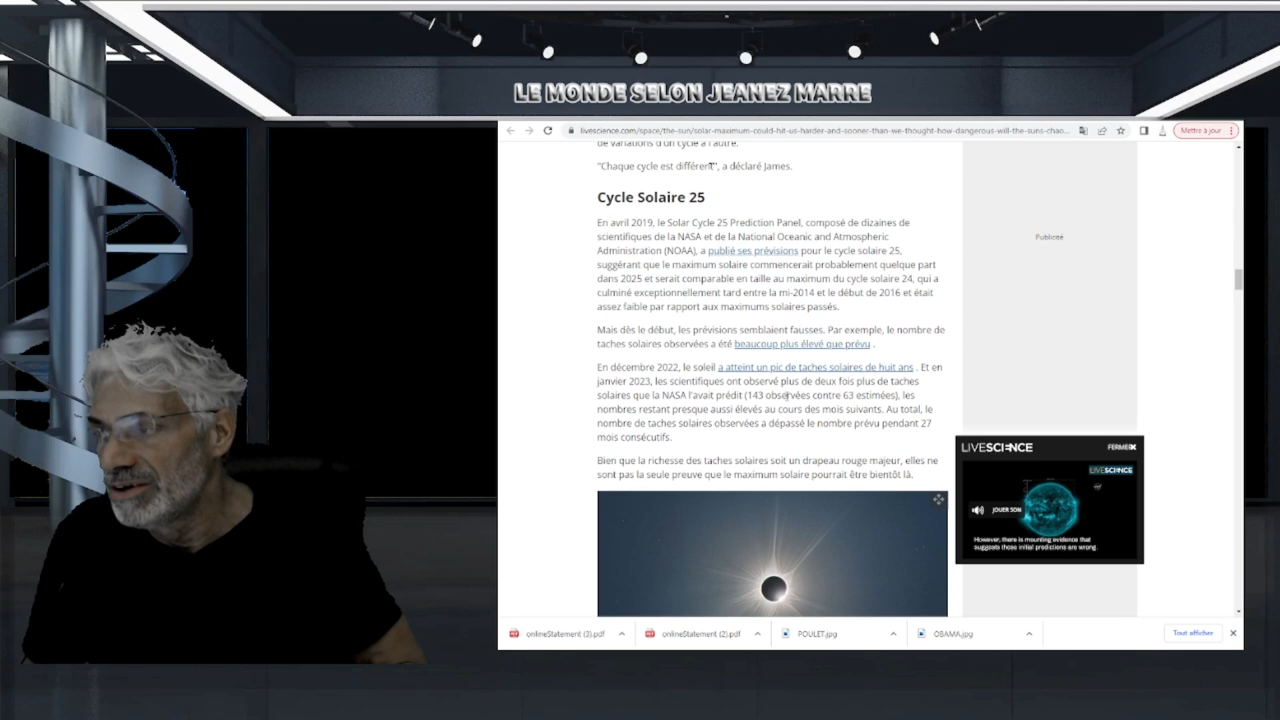 LE MONDE SELON JEANEZ MARRE
livescience.com/space/the-sun/solar-maximum-could-hit-us-harder-and-sooner-than-we-thought-how-dangerous-will-the-suns-chao...
Mettre à jour
de variations d'un cycle à l'autre.
"Chaque cycle est différent", a déclaré James.
Cycle Solaire 25
En avril 2019, le Solar Cycle 25 Prediction Panel, composé de dizaines de
scientifiques de la NASA et de la National Oceanic and Atmospheric
Administration (NOAA), a publié ses prévisions pour le cycle solaire 25,
suggérant que le maximum solaire commencerait probablement quelque part
dans 2025 et serait comparable en taille au maximum du cycle solaire 24, qui a
culminé exceptionnellement tard entre la mi-2014 et le début de 2016 et était
assez faible par rapport aux maximums solaires passés.
Mais dès le début, les prévisions semblaient fausses. Par exemple, le nombre de
taches solaires observées a été beaucoup plus élevé que prévu .
En décembre 2022, le soleil a atteint un pic de taches solaires de huit ans . Et en
janvier 2023, les scientifiques ont observé plus de deux fois plus de taches
solaires que la NASA l'avait prédit (143 observées contre 63 estimées), les
nombres restant presque aussi élevés au cours des mois suivants. Au total, le
nombre de taches solaires observées a dépassé le nombre prévu pendant 27
mois consécutifs.
Bien que la richesse des taches solaires soit un drapeau rouge majeur, elles ne
sont pas la seule preuve que le maximum solaire pourrait être bientôt là.
Publicité
LIVESCIENCE
FERMER X
LIVESCIENCE
JOUER SON
However, there is mounting evidence that
suggests those initial predictions are wrong.
onlineStatement (3).pdf
onlineStatement (2).pdf
POULET.jpg
OBAMA.jpg
Tout afficher